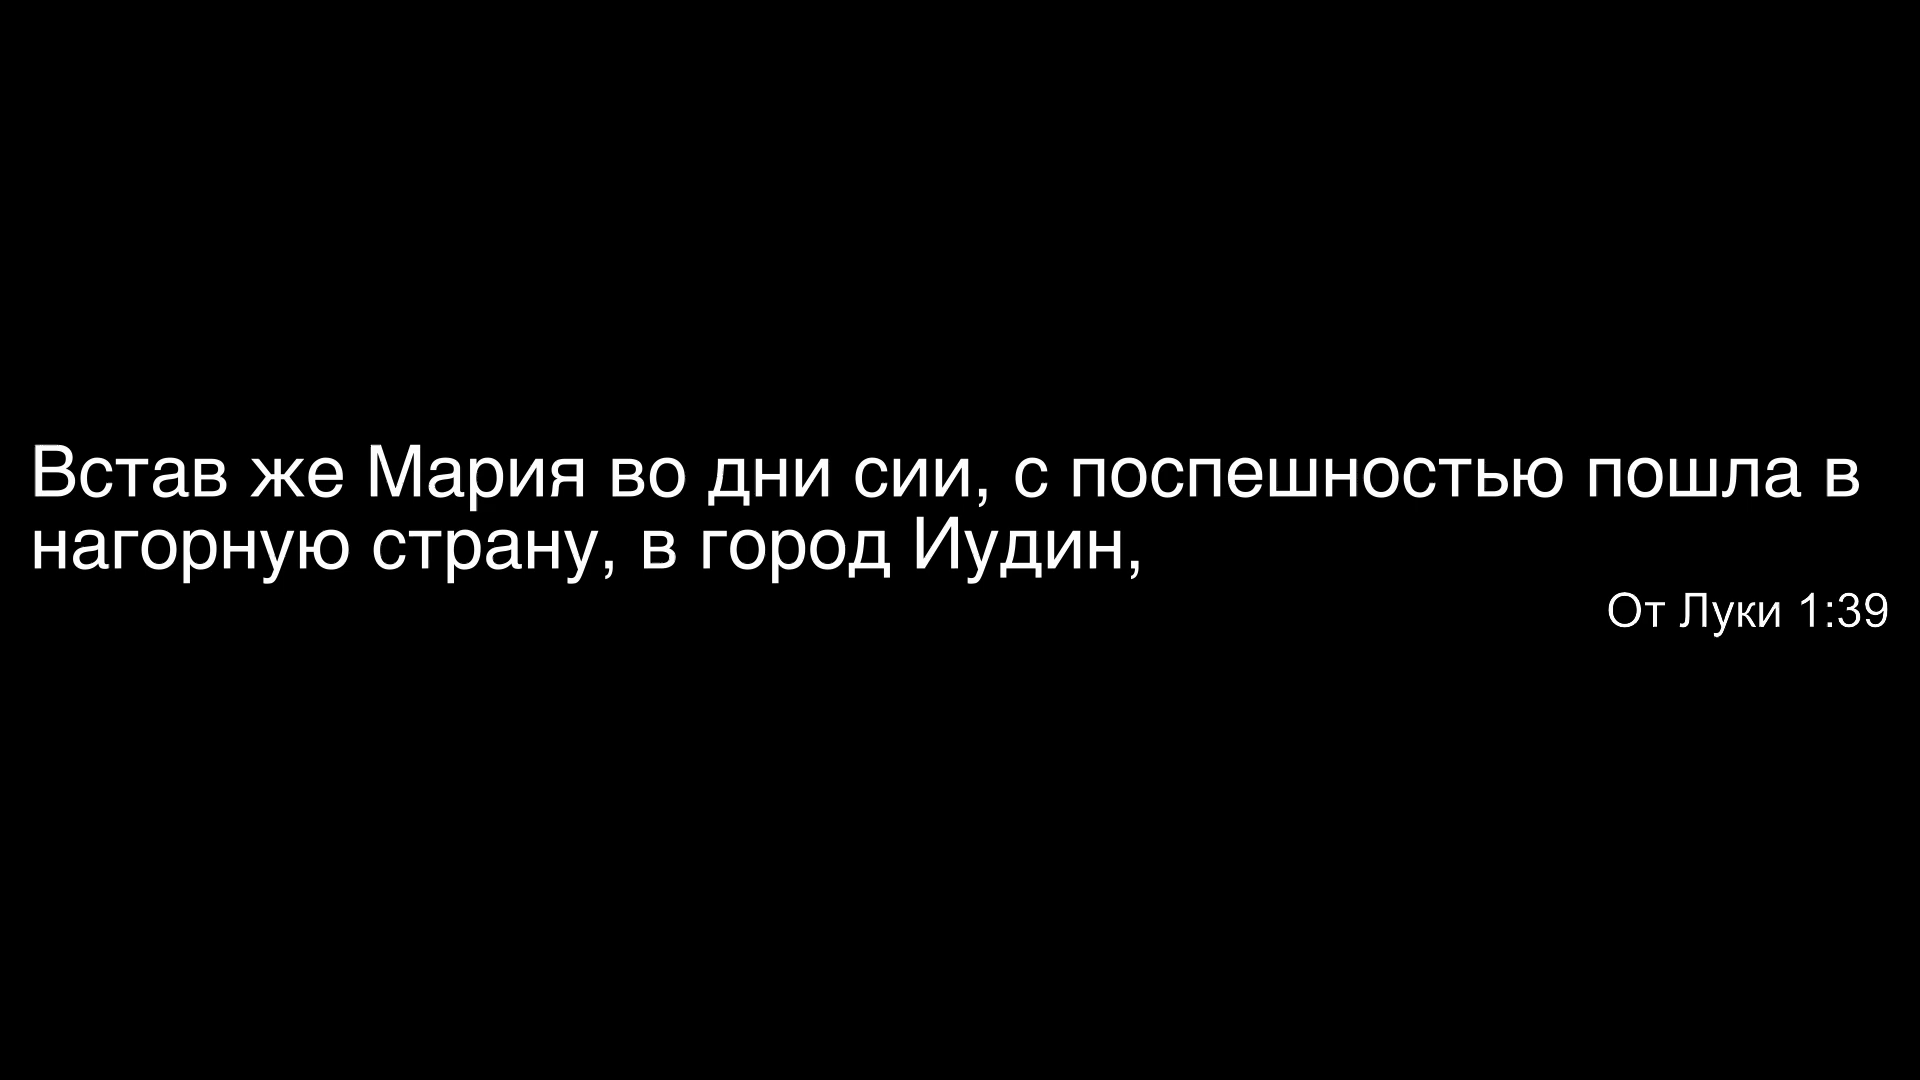 Встав же Мария во дни сии, с поспешностью пошла в
нагорную страну, в город Иудин,
От Луки 1:39